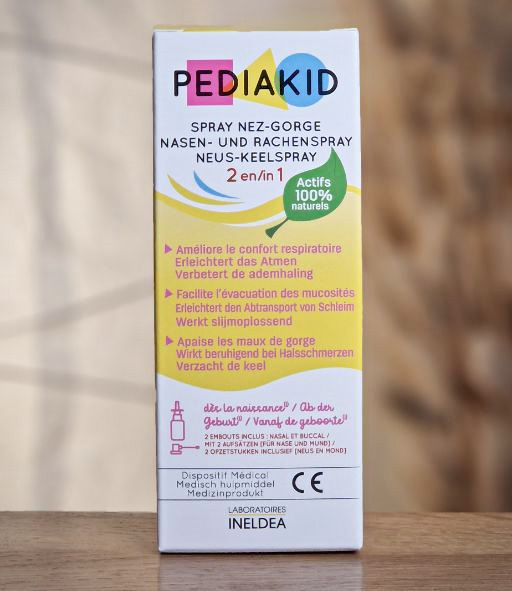 PEDIAKID
SPRAY NEZ-GORGE
NASEN- UND RACHENSPRAY
NEUS-KEELSPRAY
2 en/in 1
Actifs
100%
naturels
Améliore le confort respiratoire
Erleichtert das Atmen
Verbetert de ademhaling
Facilite l'évacuation des mucosités
Erleichtert den Abtransport von Schleim
Werkt slijmoplossend
Apaise les maux de gorge
Wirkt beruhigend bei Halsschmerzen
Verzacht de keel
dès la naissance⁽¹⁾ / Ab der
Geburt⁽¹⁾ / Vanaf de geboorte⁽¹⁾
2 EMBOUTS INCLUS : NASAL ET BUCCAL /
MIT 2 AUFSÄTZEN [FÜR NASE UND MUND] /
2 OPZETSTUKKEN INCLUSIEF [NEUS EN MOND]
Dispositif Médical
Medisch hulpmiddel
Medizinprodukt
CE
LABORATOIRES
INELDEA